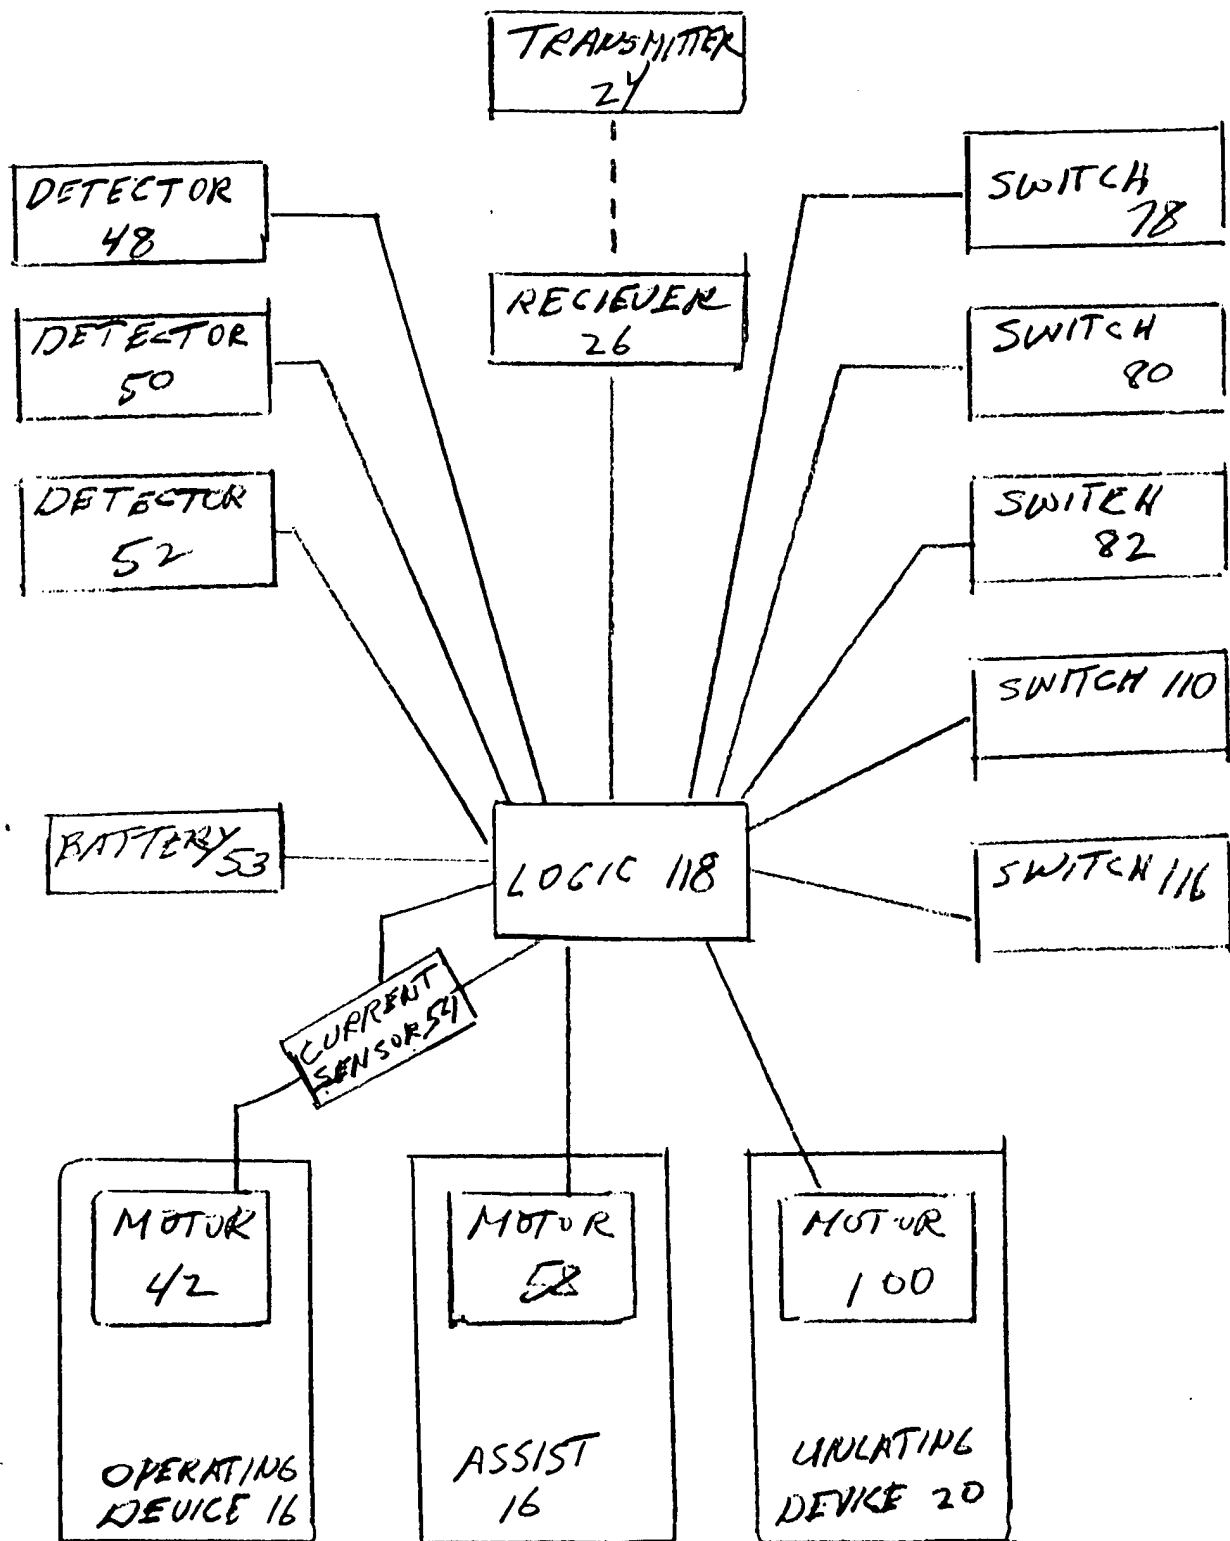 TRANSMITTER
24
DETECTOR
48
SWITCH
78
RECIEVER
26
DETECTOR
50
SWITCH
80
DETECTOR
52
SWITCH
82
SWITCH 110
BATTERY 53
LOGIC 118
SWITCH 116
CURRENT
SENSOR 54
MOTOR
42
MOTOR
58
MOTOR
100
OPERATING
DEVICE 16
ASSIST
16
UNLATING
DEVICE 20